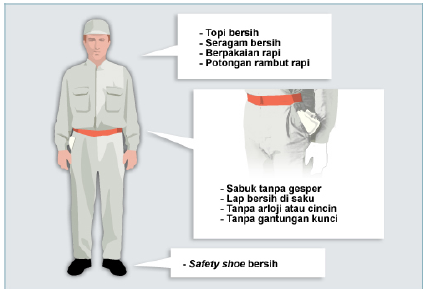 - Topi bersih
- Seragam bersih
- Berpakaian rapi
- Potongan rambut rapi
- Sabuk tanpa gesper
- Lap bersih di saku
- Tanpa arloji atau cincin
- Tanpa gantungan kunci
- Safety shoe bersih